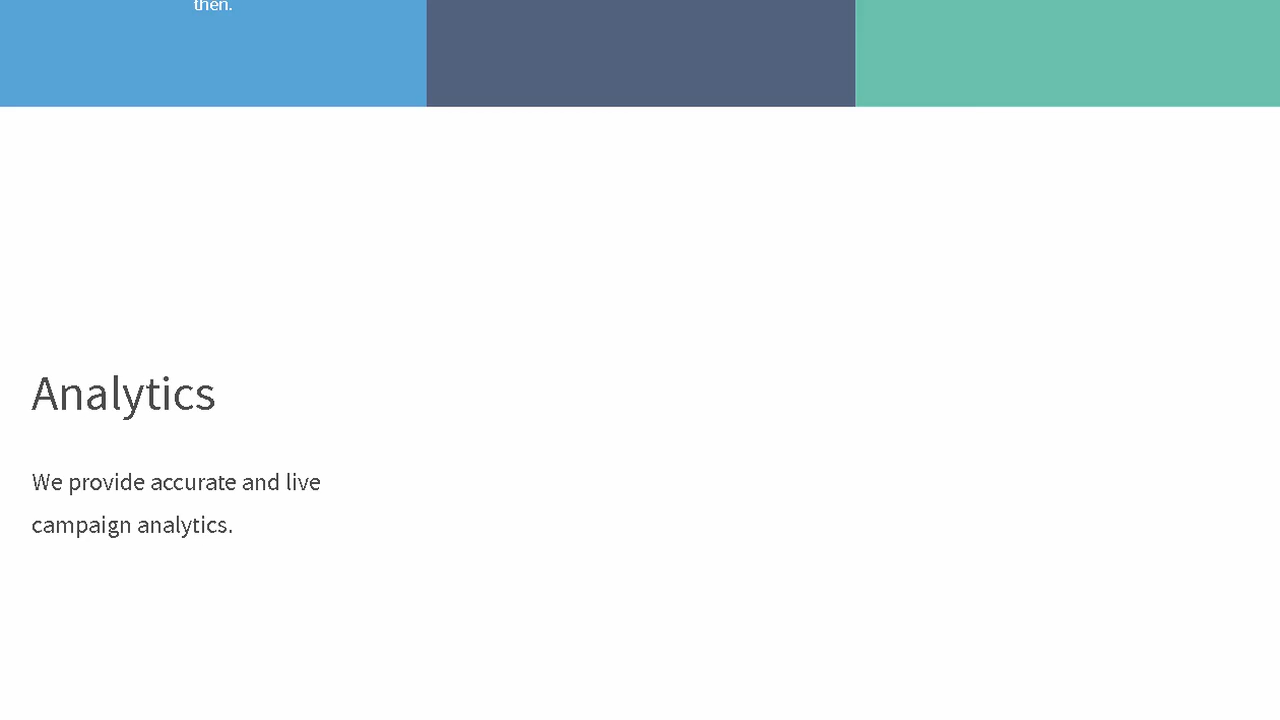 then.
Analytics
We provide accurate and live
campaign analytics.